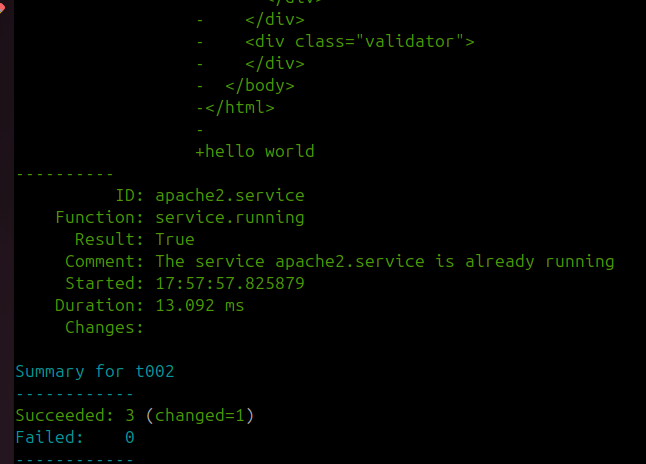 </div>
-    </div>
-    <div class="validator">
-    </div>
-  </body>
-</html>
-
+hello world
----------
          ID: apache2.service
    Function: service.running
      Result: True
     Comment: The service apache2.service is already running
     Started: 17:57:57.825879
    Duration: 13.092 ms
     Changes:
Summary for t002
------------
Succeeded: 3 (changed=1)
Failed:    0
------------